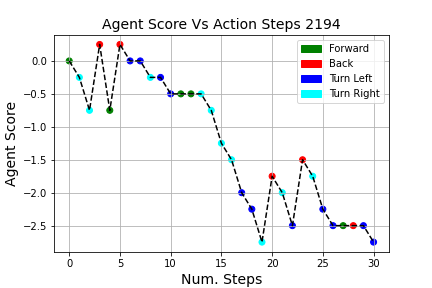 Agent Score Vs Action Steps 2194
Forward
Back
Turn Left
Turn Right
Agent Score
0.0
−0.5
−1.0
−1.5
−2.0
−2.5
0 5 10 15 20 25 30
Num. Steps